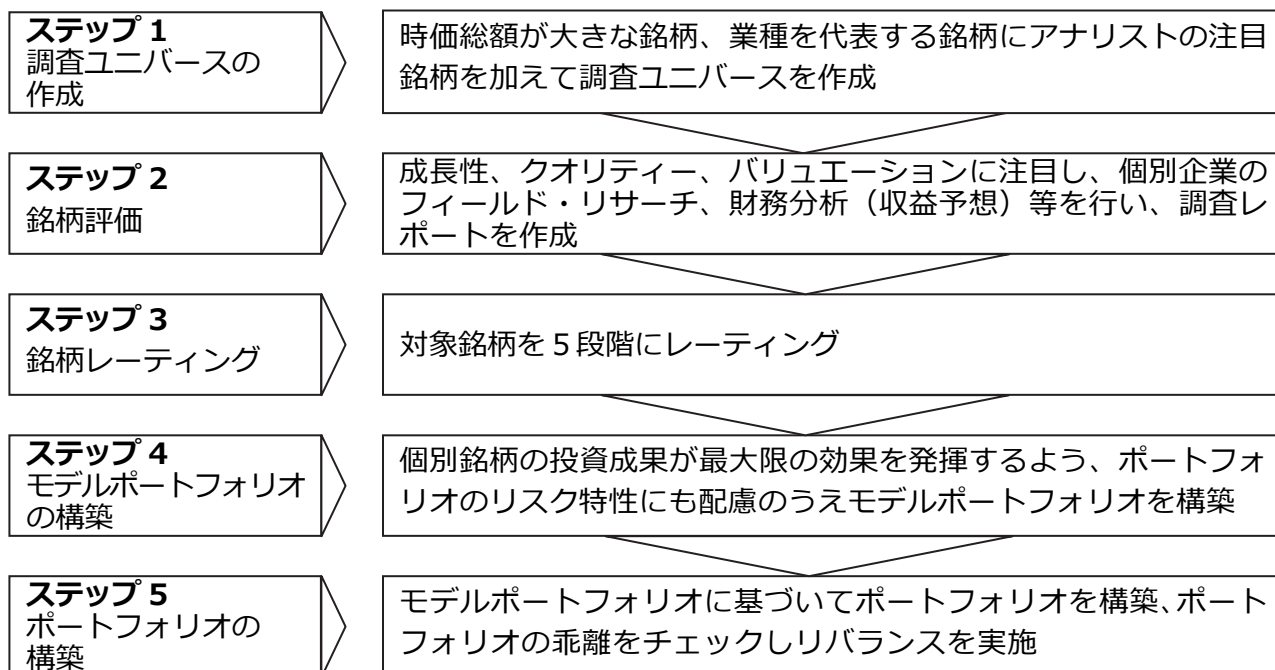 ステップ 1
調査ユニバースの
作成
時価総額が大きな銘柄、業種を代表する銘柄にアナリストの注目
銘柄を加えて調査ユニバースを作成
ステップ 2
銘柄評価
成長性、クオリティー、バリュエーションに注目し、個別企業の
フィールド・リサーチ、財務分析（収益予想）等を行い、調査レ
ポートを作成
ステップ 3
銘柄レーティング
対象銘柄を５段階にレーティング
ステップ 4
モデルポートフォリオ
の構築
個別銘柄の投資成果が最大限の効果を発揮するよう、ポートフォ
リオのリスク特性にも配慮のうえモデルポートフォリオを構築
ステップ 5
ポートフォリオの
構築
モデルポートフォリオに基づいてポートフォリオを構築、ポート
フォリオの乖離をチェックしリバランスを実施